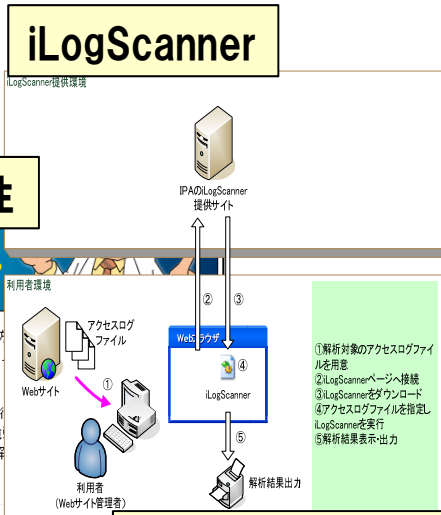 iLogScanner
iLogScanner提供環境
IPAのiLogScanner
提供サイト
性
利用者環境
②
③
アクセスログ
ファイル
Webブラウザ
④
iLogScanner
Webサイト
①
⑤
利用者
(Webサイト管理者)
解析結果出力
①解析対象のアクセスログファイ
ルを用意
②iLogScannerページへ接続
③iLogScannerをダウンロード
④アクセスログファイルを指定し
iLogScannerを実行
⑤解析結果表示・出力